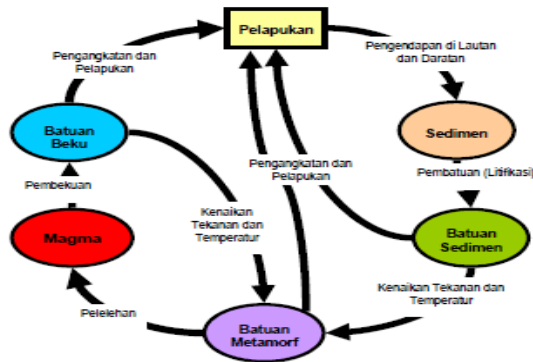 Pelapukan
Pengangkatan dan
Pelapukan
Pengendapan di Lautan
dan Daratan
Batuan
Beku
Sedimen
Pengangkatan dan
Pelapukan
Pembekuan
Pembatuan (Litifikasi)
Kenaikan
Tekanan dan
Temperatur
Magma
Batuan
Sedimen
Kenaikan Tekanan dan
Temperatur
Pelelehan
Batuan
Metamorf